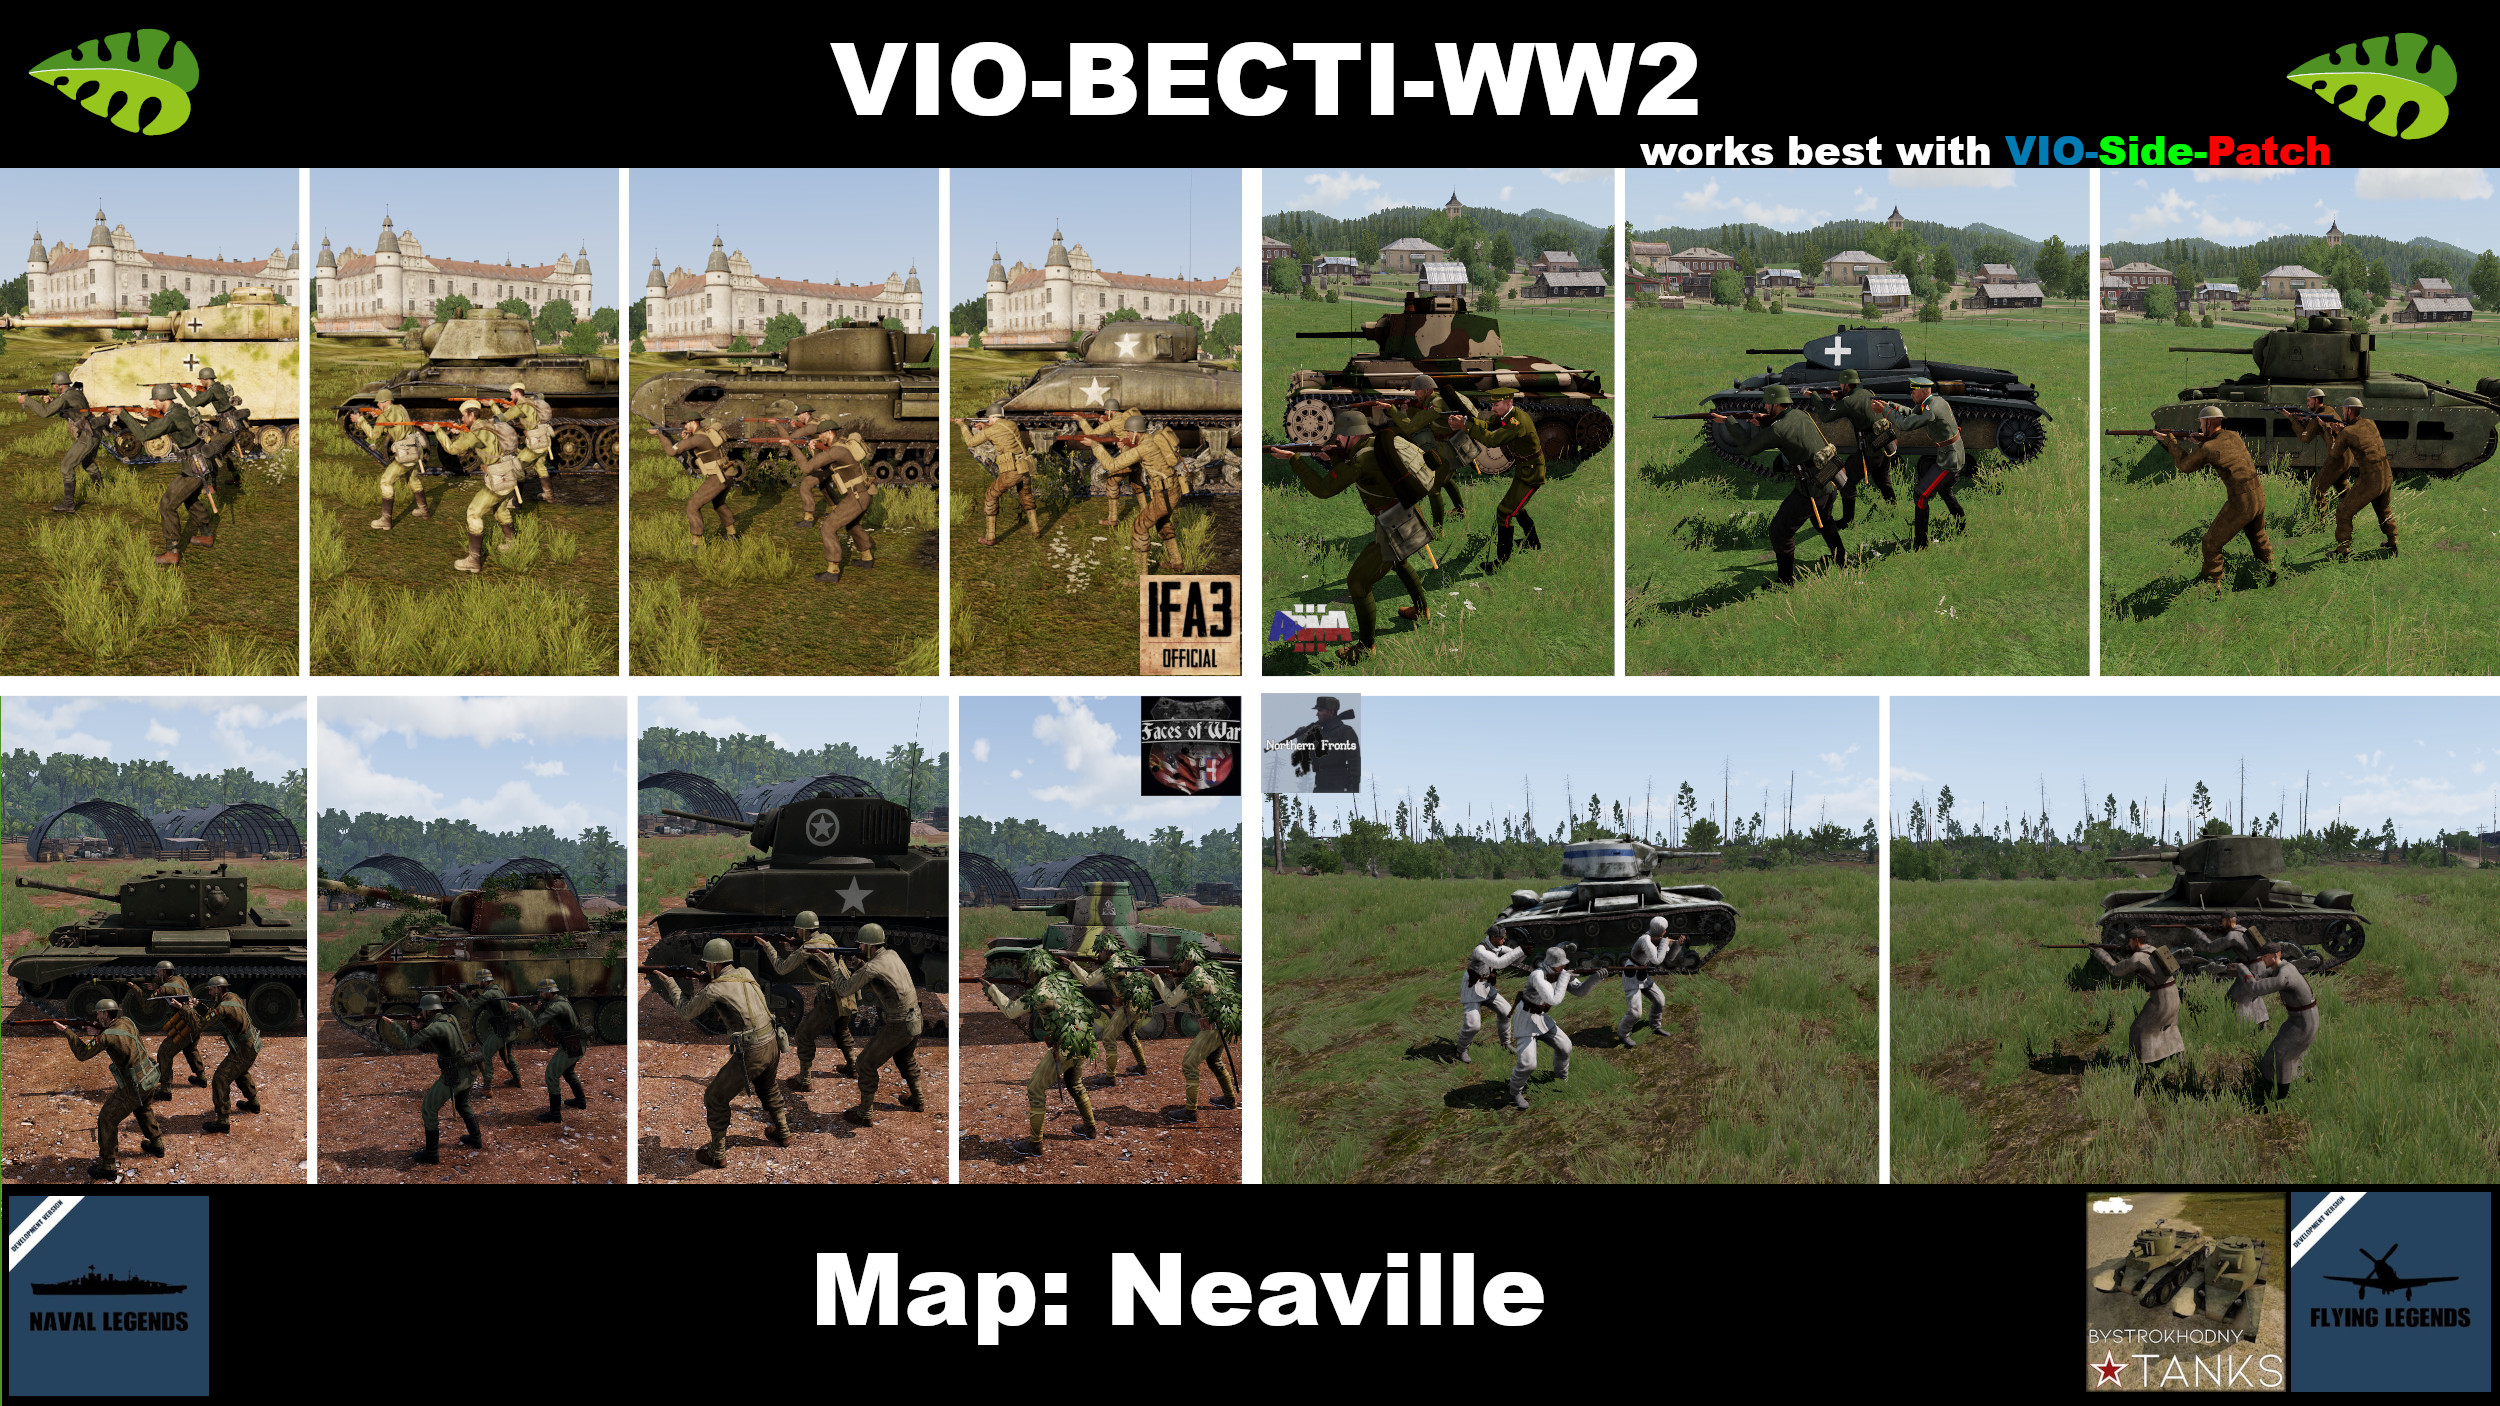 VIO-BECTI-WW2
works best with VIO-Side-Patch
IFA3
OFFICIAL
ARMA
Faces of War
Northern Fronts
DEVELOPMENT VERSION
NAVAL LEGENDS
Map: Neaville
BYSTROKHODNY
TANKS
DEVELOPMENT VERSION
FLYING LEGENDS